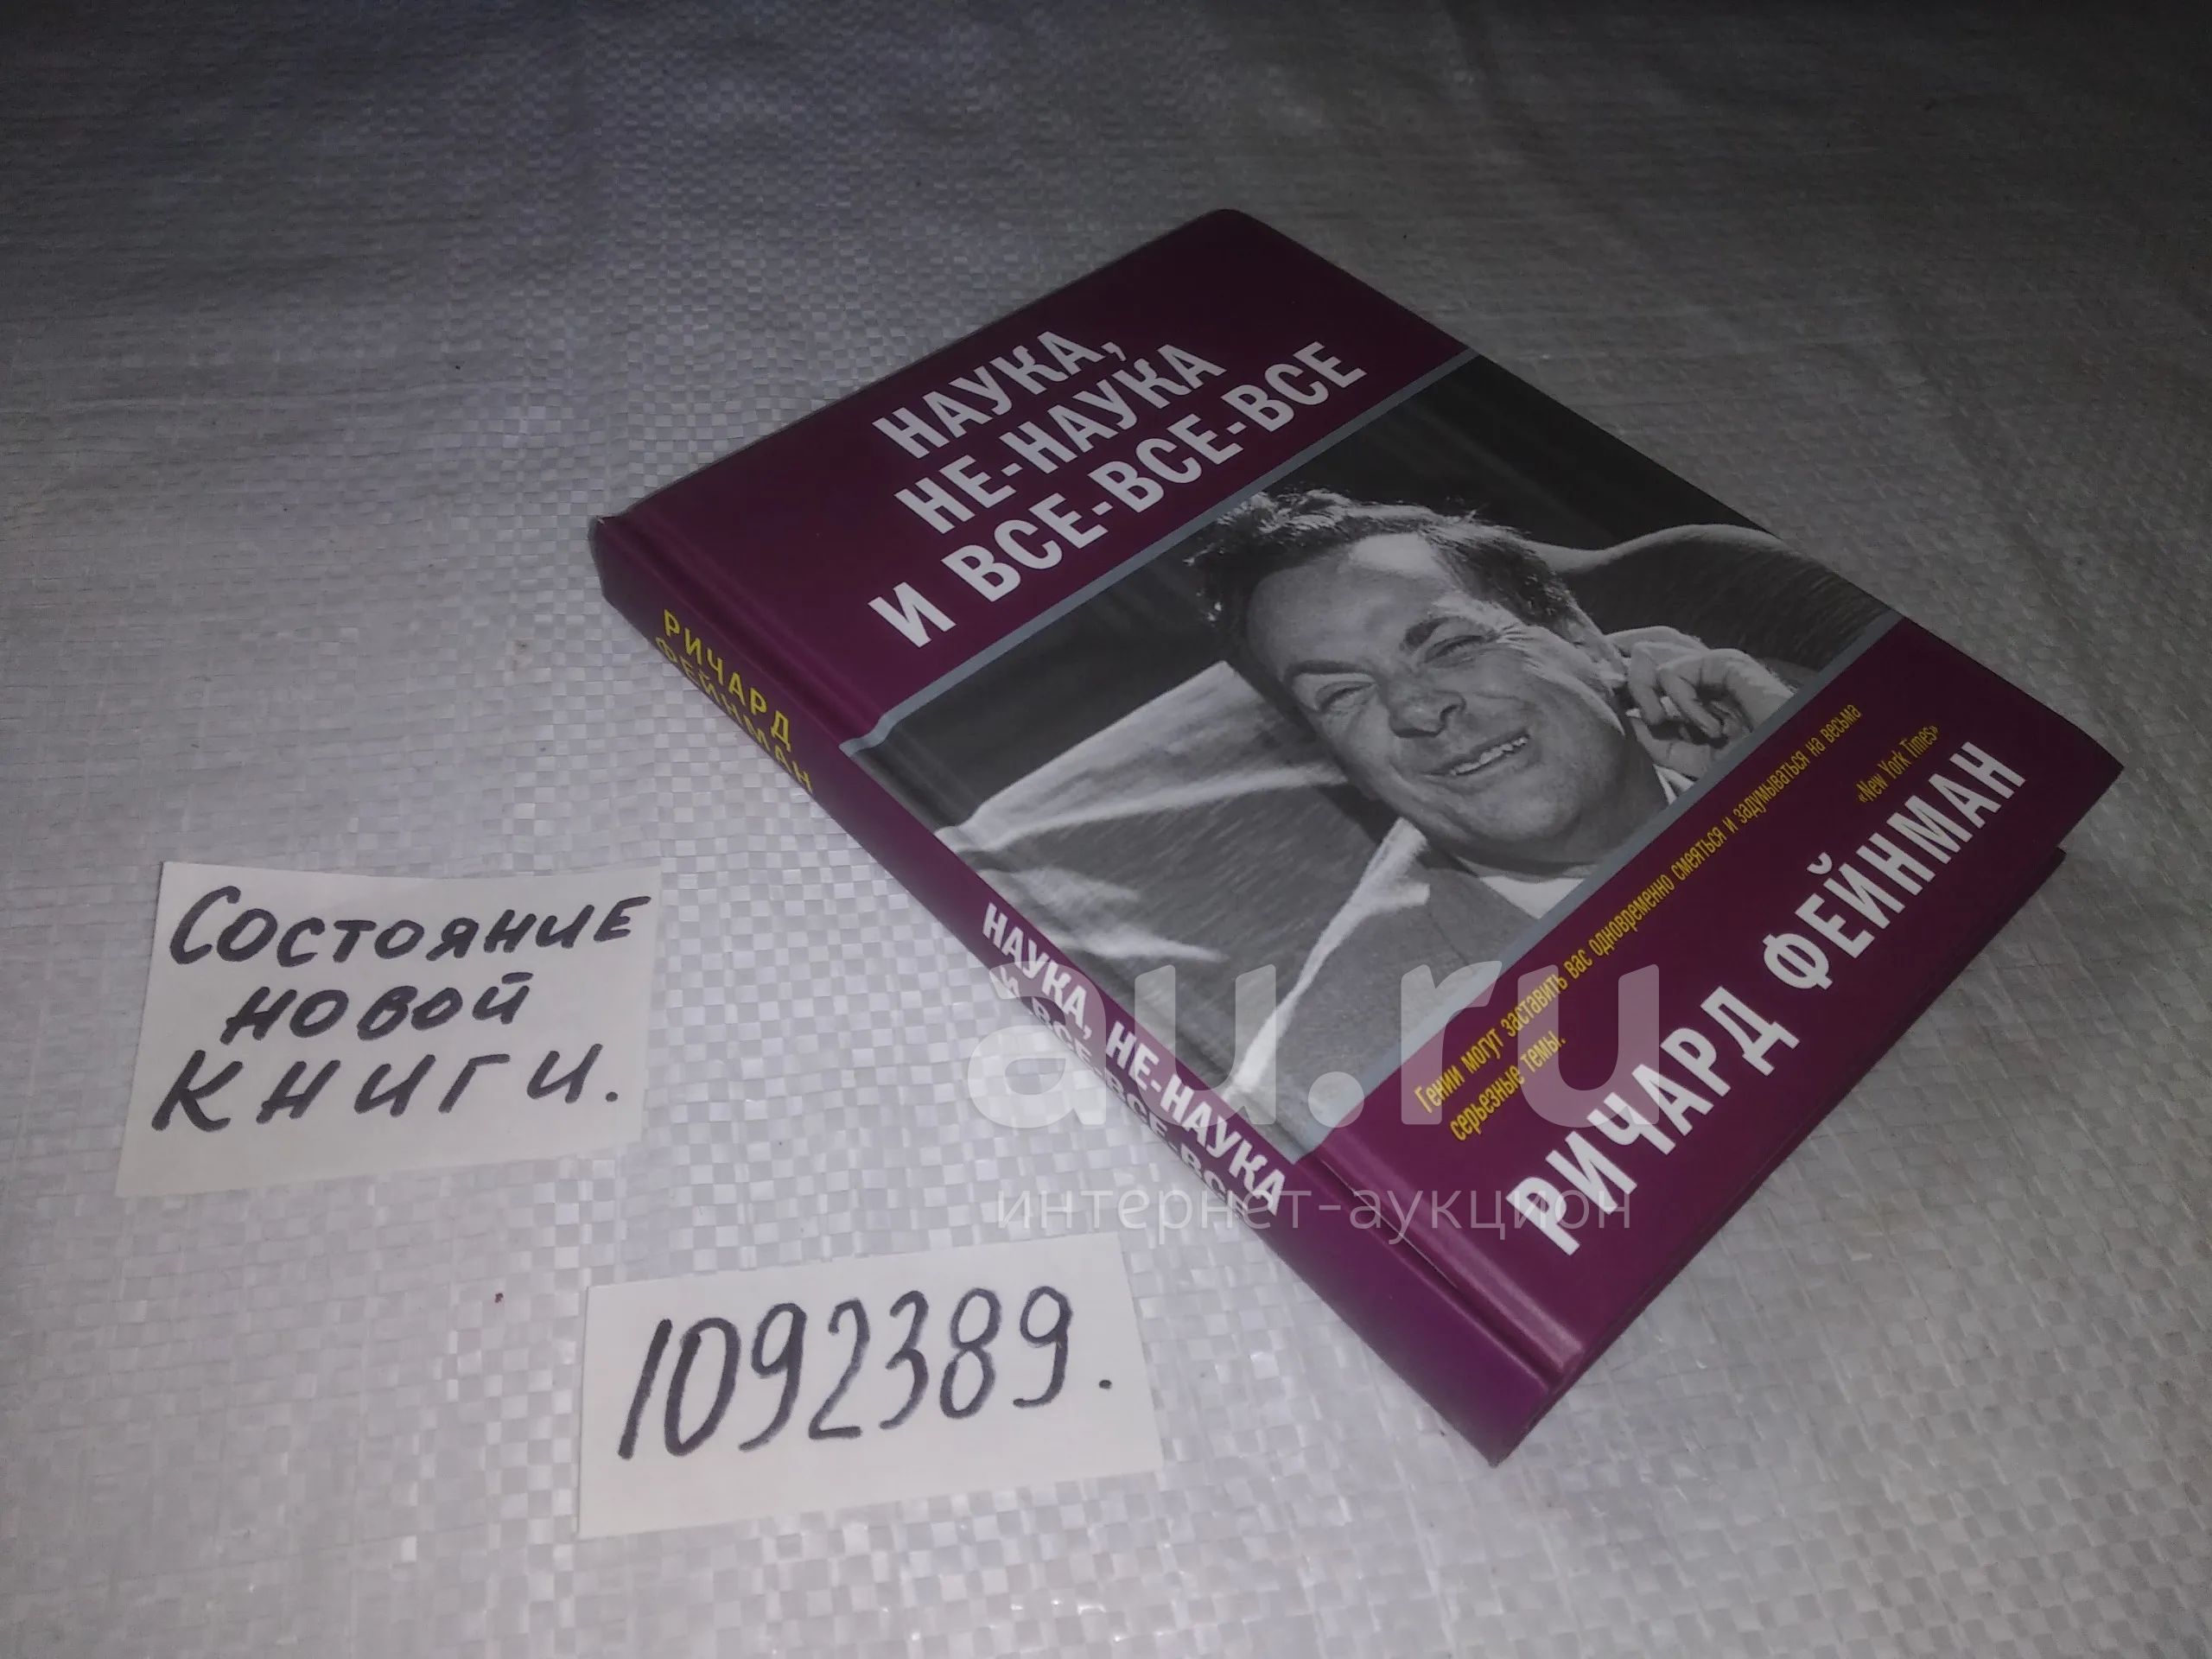 НАУКА,
НЕ-НАУКА
И ВСЕ-ВСЕ-ВСЕ
Гении могут заставить вас одновременно смеяться и задумываться на весьма
серьезные темы.
«New York Times»
РИЧАРД ФЕЙНМАН
РИЧАРД
ФЕЙНМАН
НАУКА, НЕ-НАУКА
И ВСЕ-ВСЕ-ВСЕ
Состояние
новой
книги.
1092389.
au.ru
интернет-аукцион